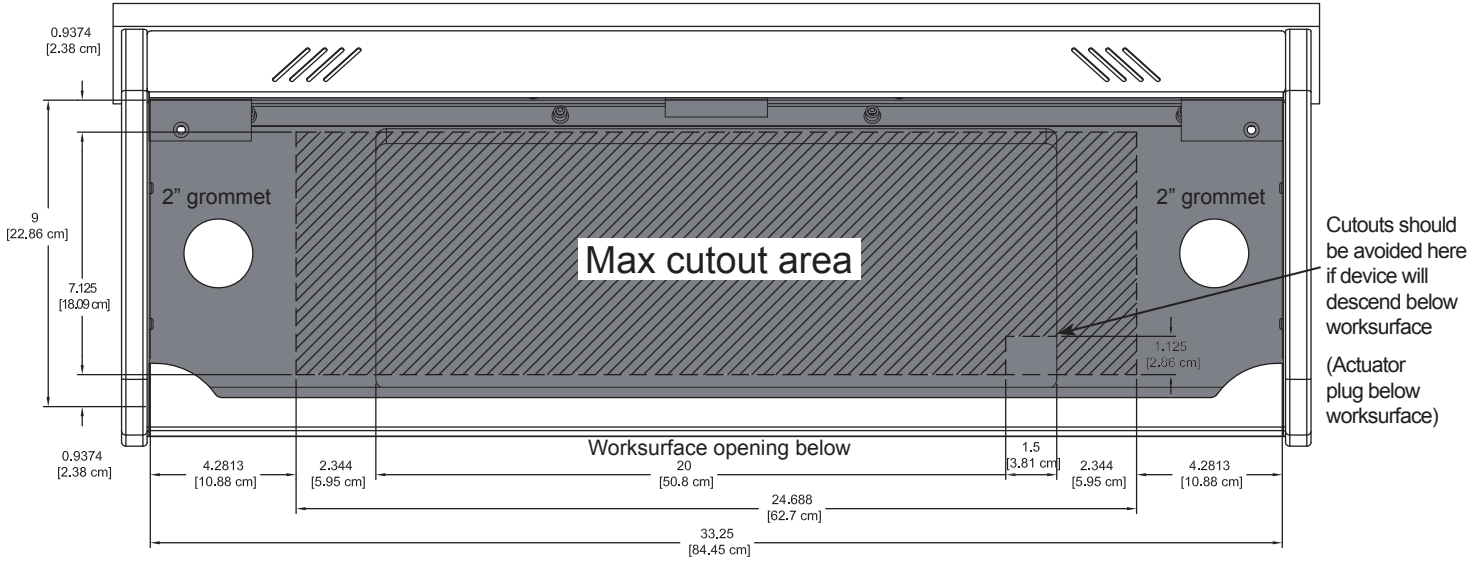 0.9374
[2.38 cm]
2” grommet
2” grommet
9
[22.86 cm]
Max cutout area
7.125
[18.09 cm]
Cutouts should
be avoided here
if device will
descend below
worksurface
(Actuator
plug below
worksurface)
1.125
[2.86 cm]
Worksurface opening below
0.9374
[2.38 cm]
4.2813
[10.88 cm]
2.344
[5.95 cm]
20
[50.8 cm]
1.5
[3.81 cm]
2.344
[5.95 cm]
4.2813
[10.88 cm]
24.688
[62.7 cm]
33.25
[84.45 cm]